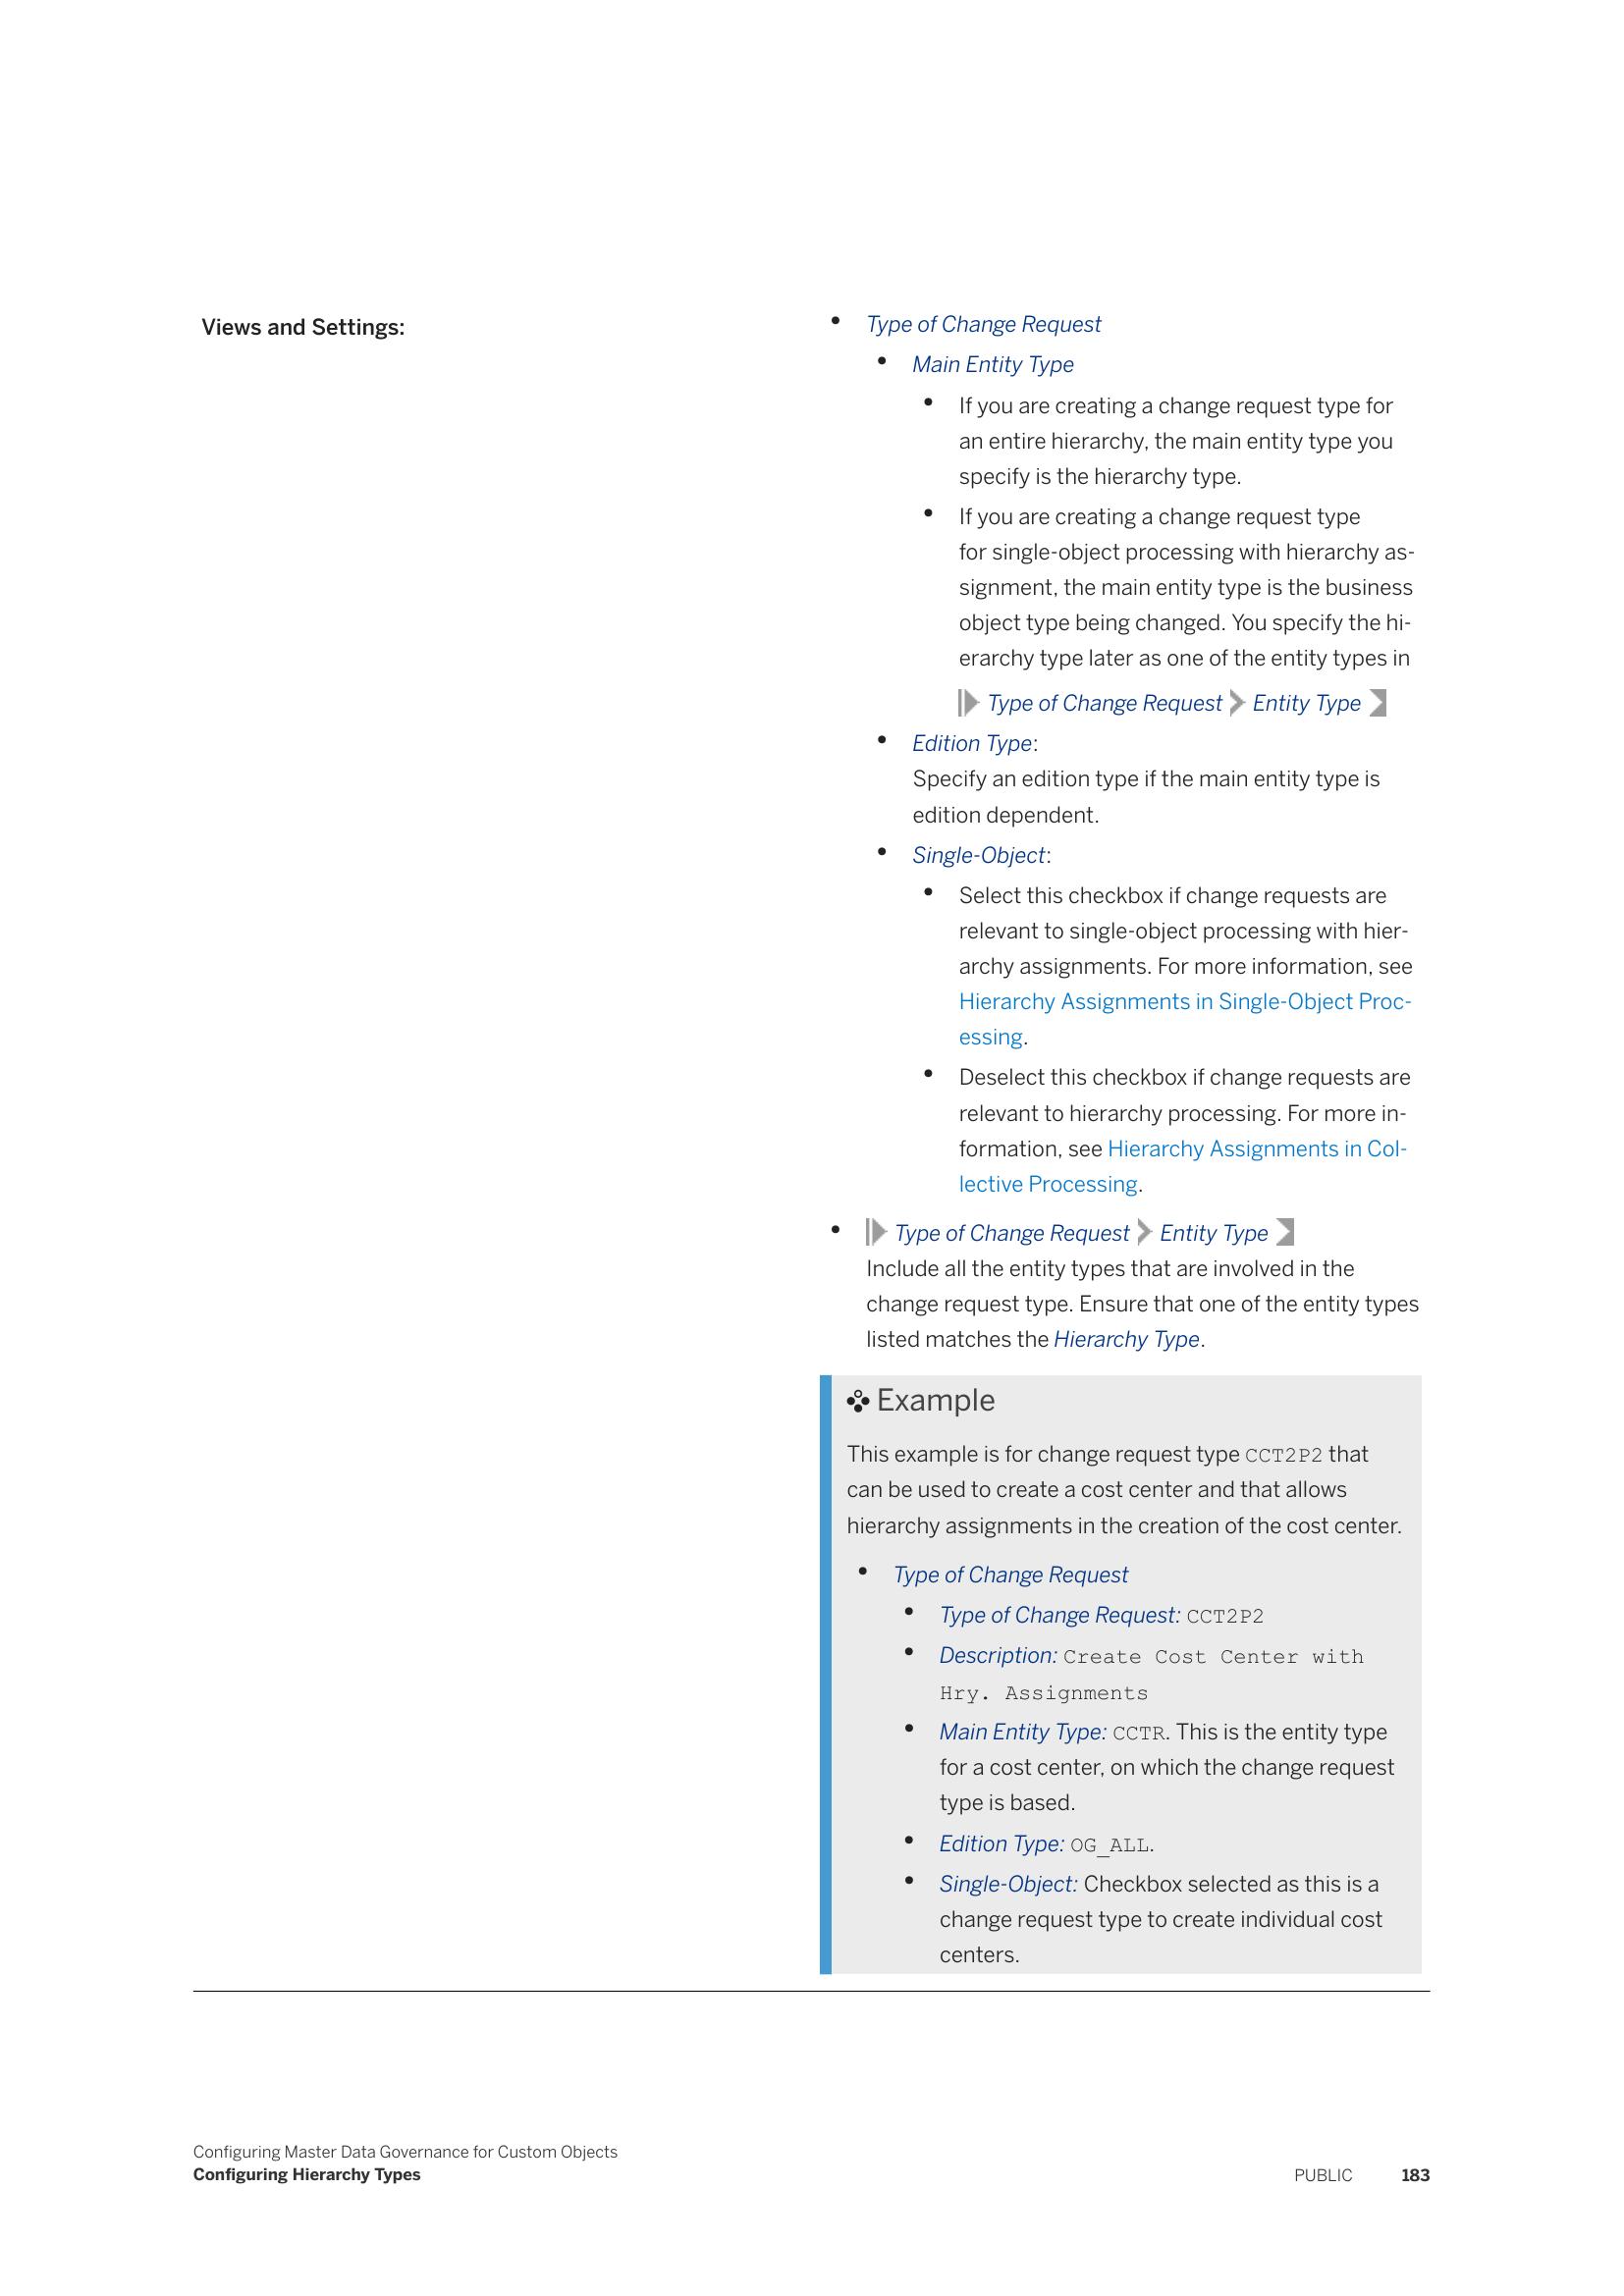 Views and Settings:
• Type of Change Request
• Main Entity Type
• If you are creating a change request type for
an entire hierarchy, the main entity type you
specify is the hierarchy type.
• If you are creating a change request type
for single-object processing with hierarchy as-
signment, the main entity type is the business
object type being changed. You specify the hi-
erarchy type later as one of the entity types in
Type of Change Request Entity Type
• Edition Type:
Specify an edition type if the main entity type is
edition dependent.
• Single-Object:
• Select this checkbox if change requests are
relevant to single-object processing with hier-
archy assignments. For more information, see
Hierarchy Assignments in Single-Object Proc-
essing.
• Deselect this checkbox if change requests are
relevant to hierarchy processing. For more in-
formation, see Hierarchy Assignments in Col-
lective Processing.
• Type of Change Request Entity Type
Include all the entity types that are involved in the
change request type. Ensure that one of the entity types
listed matches the Hierarchy Type.
Example
This example is for change request type CCT2P2 that
can be used to create a cost center and that allows
hierarchy assignments in the creation of the cost center.
• Type of Change Request
• Type of Change Request: CCT2P2
• Description: Create Cost Center with
Hry. Assignments
• Main Entity Type: CCTR. This is the entity type
for a cost center, on which the change request
type is based.
• Edition Type: OG_ALL.
• Single-Object: Checkbox selected as this is a
change request type to create individual cost
centers.
Configuring Master Data Governance for Custom Objects
Configuring Hierarchy Types
PUBLIC 183